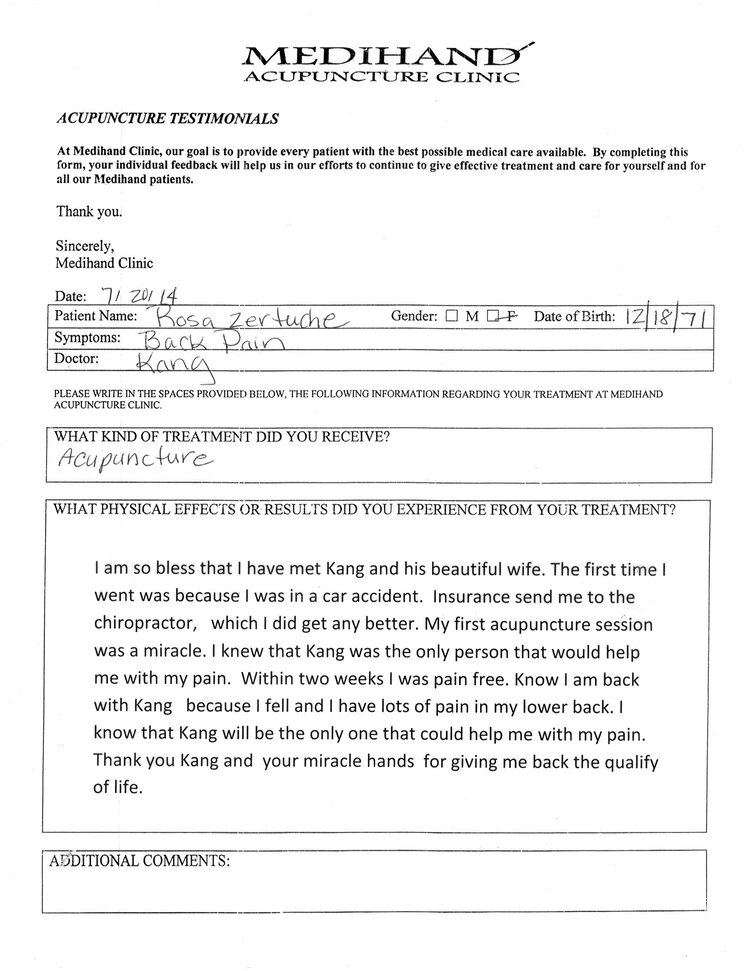 MEDIHAND
ACUPUNCTURE CLINIC
ACUPUNCTURE TESTIMONIALS
At Medihand Clinic, our goal is to provide every patient with the best possible medical care available. By completing this
form, your individual feedback will help us in our efforts to continue to give effective treatment and care for yourself and for
all our Medihand patients.
Thank you.
Sincerely,
Medihand Clinic
Date: 7/20/14
Patient Name: Rosa Zertuche Gender: ☐ M ☐ F Date of Birth: 12/18/71
Symptoms: Back Pain
Doctor: Kang
PLEASE WRITE IN THE SPACES PROVIDED BELOW, THE FOLLOWING INFORMATION REGARDING YOUR TREATMENT AT MEDIHAND
ACUPUNCTURE CLINIC.
WHAT KIND OF TREATMENT DID YOU RECEIVE?
Acupuncture
WHAT PHYSICAL EFFECTS OR RESULTS DID YOU EXPERIENCE FROM YOUR TREATMENT?
I am so bless that I have met Kang and his beautiful wife. The first time I
went was because I was in a car accident. Insurance send me to the
chiropractor, which I did get any better. My first acupuncture session
was a miracle. I knew that Kang was the only person that would help
me with my pain. Within two weeks I was pain free. Know I am back
with Kang because I fell and I have lots of pain in my lower back. I
know that Kang will be the only one that could help me with my pain.
Thank you Kang and your miracle hands for giving me back the qualify
of life.
ADDITIONAL COMMENTS: